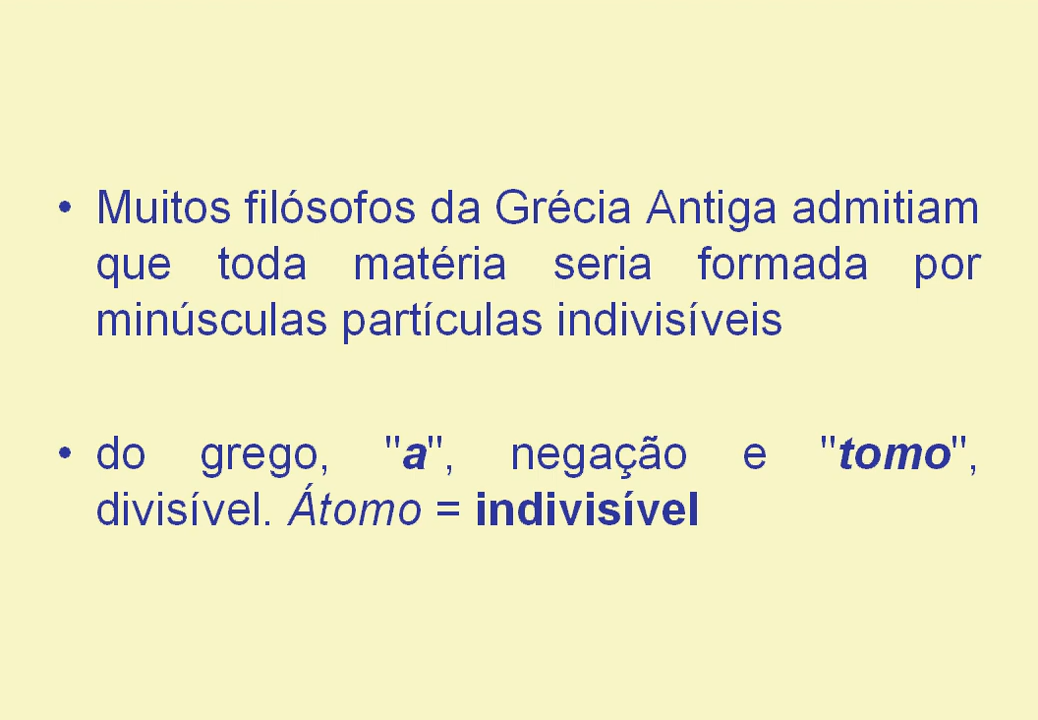 • Muitos filósofos da Grécia Antiga admitiam
que toda matéria seria formada por
minúsculas partículas indivisíveis
• do grego, "a", negação e "tomo",
divisível. Átomo = indivisível